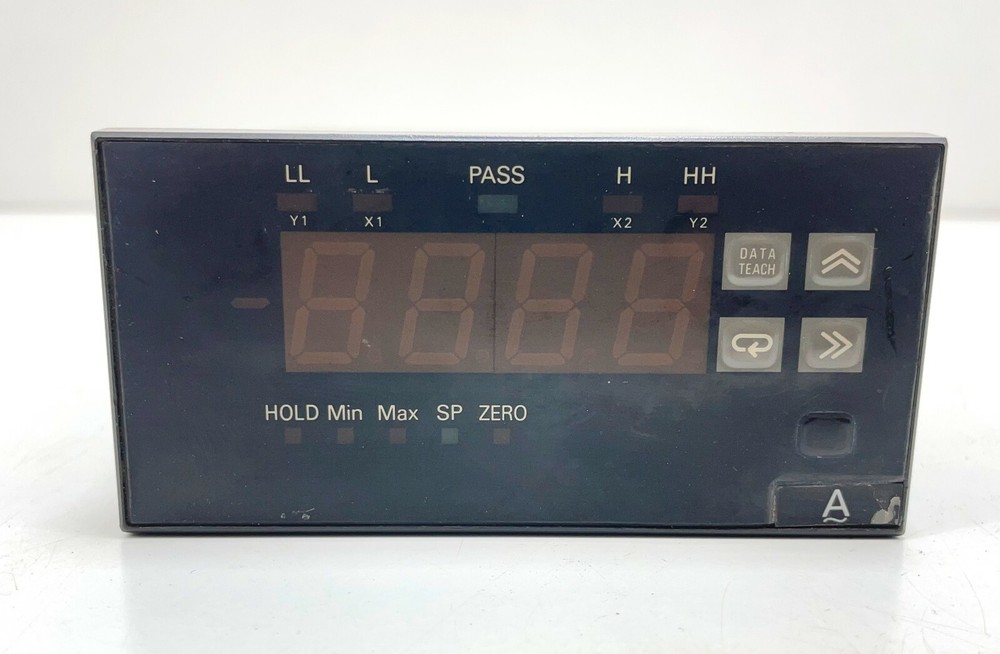 LL L PASS H HH
Y1 X1 X2 Y2
DATA
TEACH
HOLD Min Max SP ZERO
A